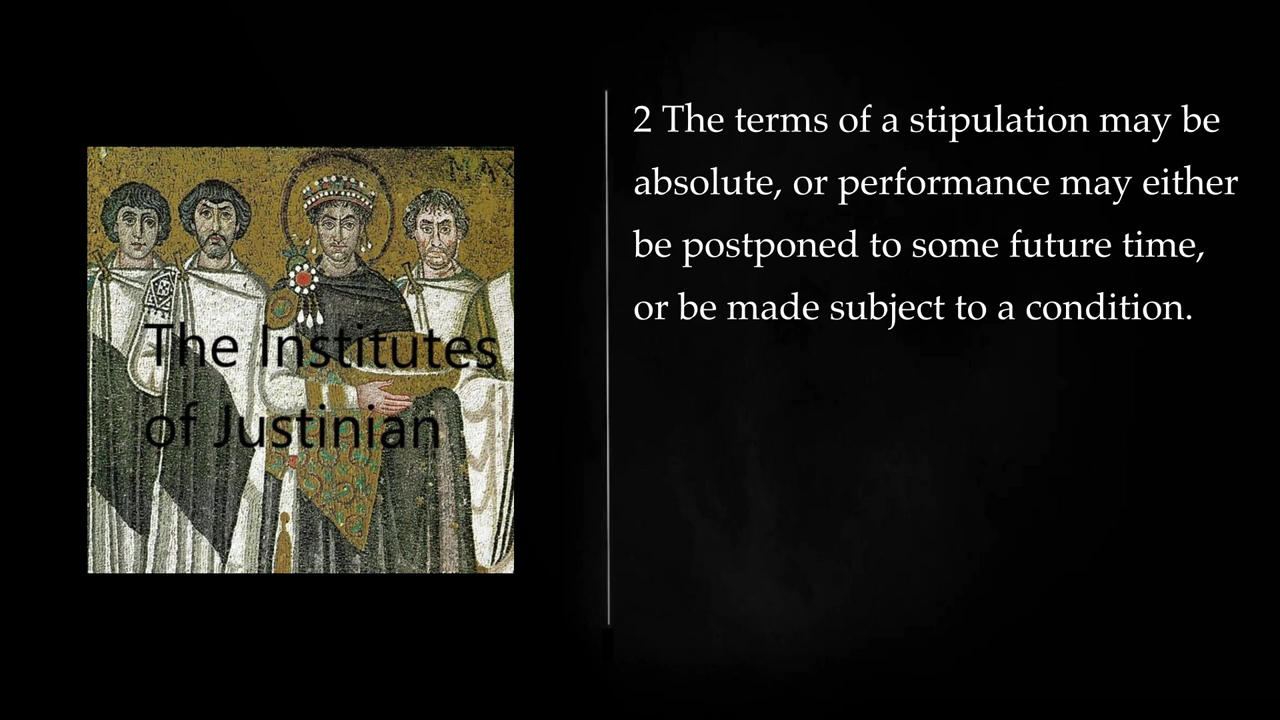 MAX
The Institutes
of Justinian
2 The terms of a stipulation may be
absolute, or performance may either
be postponed to some future time,
or be made subject to a condition.